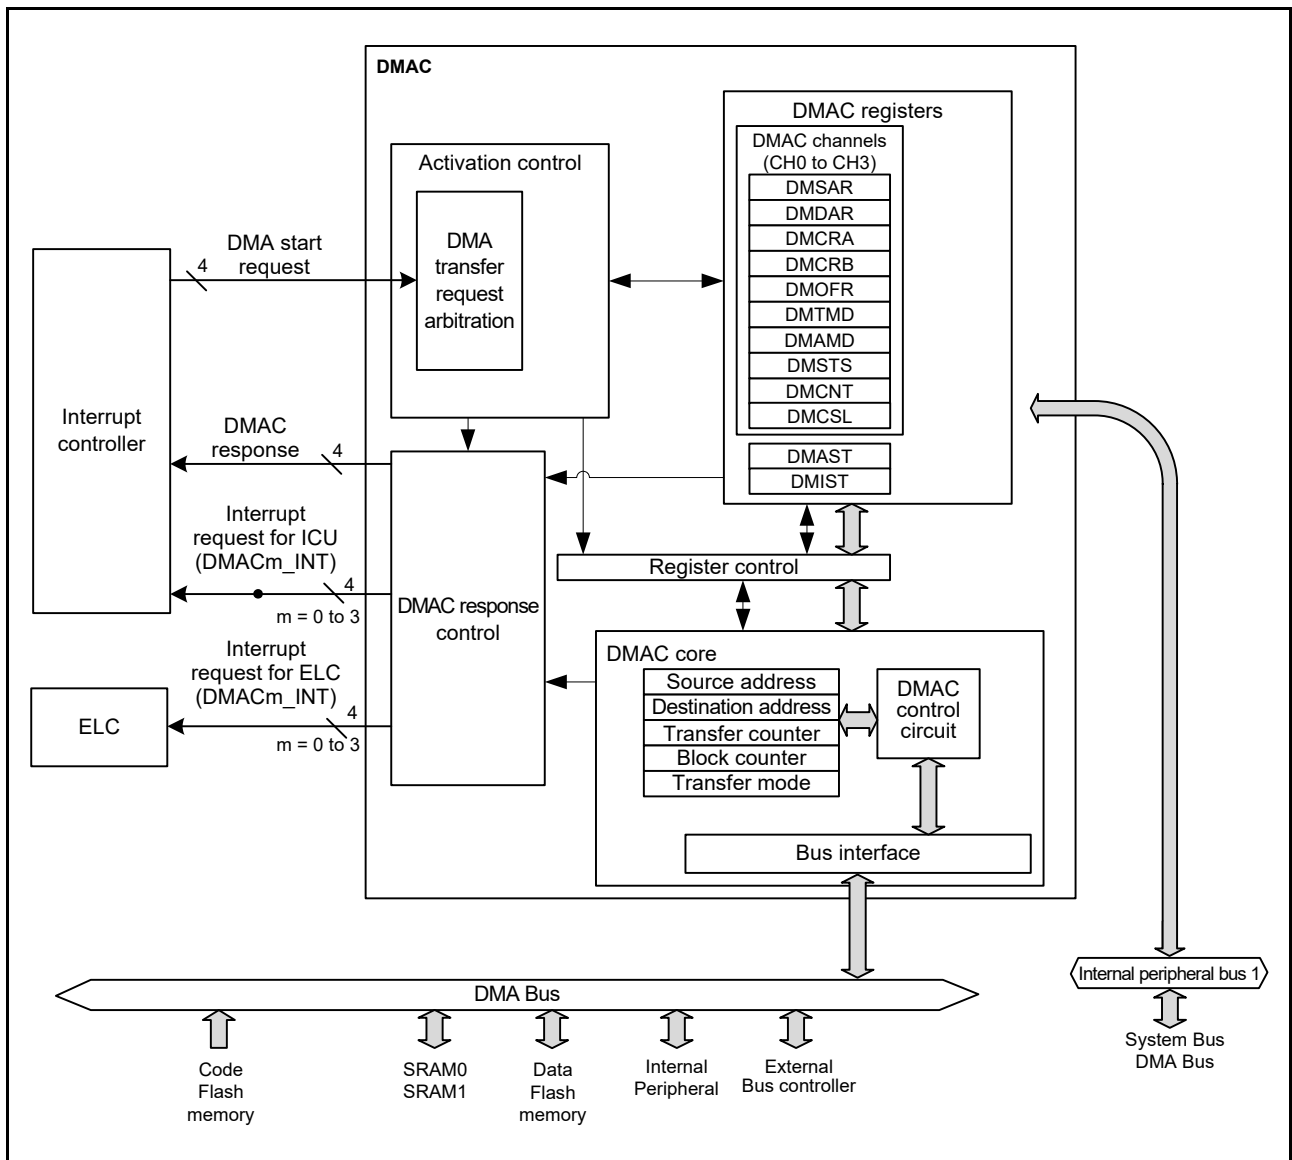 DMAC
DMAC registers
DMAC channels
(CH0 to CH3)
DMSAR
DMDAR
DMCRA
DMCRB
DMOFR
DMTMD
DMAMD
DMSTS
DMCNT
DMCSL
DMAST
DMIST
Activation control
DMA
transfer
request
arbitration
DMA start
request
4
Interrupt
controller
DMAC
response
4
Interrupt
request for ICU
(DMACm_INT)
4
m = 0 to 3
DMAC response
control
Register control
Interrupt
request for ELC
(DMACm_INT)
4
m = 0 to 3
ELC
DMAC core
Source address
Destination address
Transfer counter
Block counter
Transfer mode
DMAC
control
circuit
Bus interface
DMA Bus
Internal peripheral bus 1
Code
Flash
memory
SRAM0
SRAM1
Data
Flash
memory
Internal
Peripheral
External
Bus controller
System Bus
DMA Bus